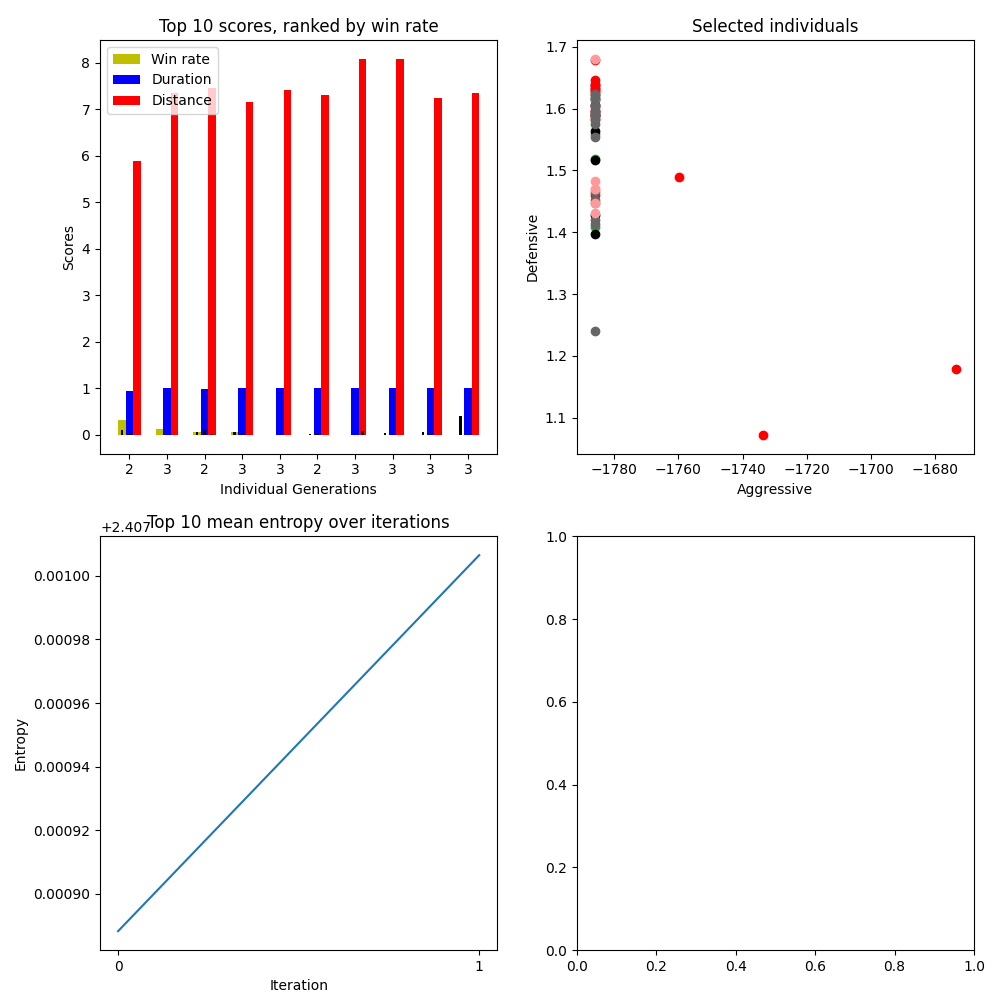 Top 10 scores, ranked by win rate
Win rate
Duration
Distance
8
7
6
5
4
3
2
1
0
Scores
2 3 2 3 3 2 3 3 3 3
Individual Generations
Selected individuals
1.7
1.6
1.5
1.4
1.3
1.2
1.1
Defensive
−1780 −1760 −1740 −1720 −1700 −1680
Aggressive
+2.407
Top 10 mean entropy over iterations
0.00100
0.00098
0.00096
0.00094
0.00092
0.00090
Entropy
0 1
Iteration
1.0
0.8
0.6
0.4
0.2
0.0
0.0 0.2 0.4 0.6 0.8 1.0